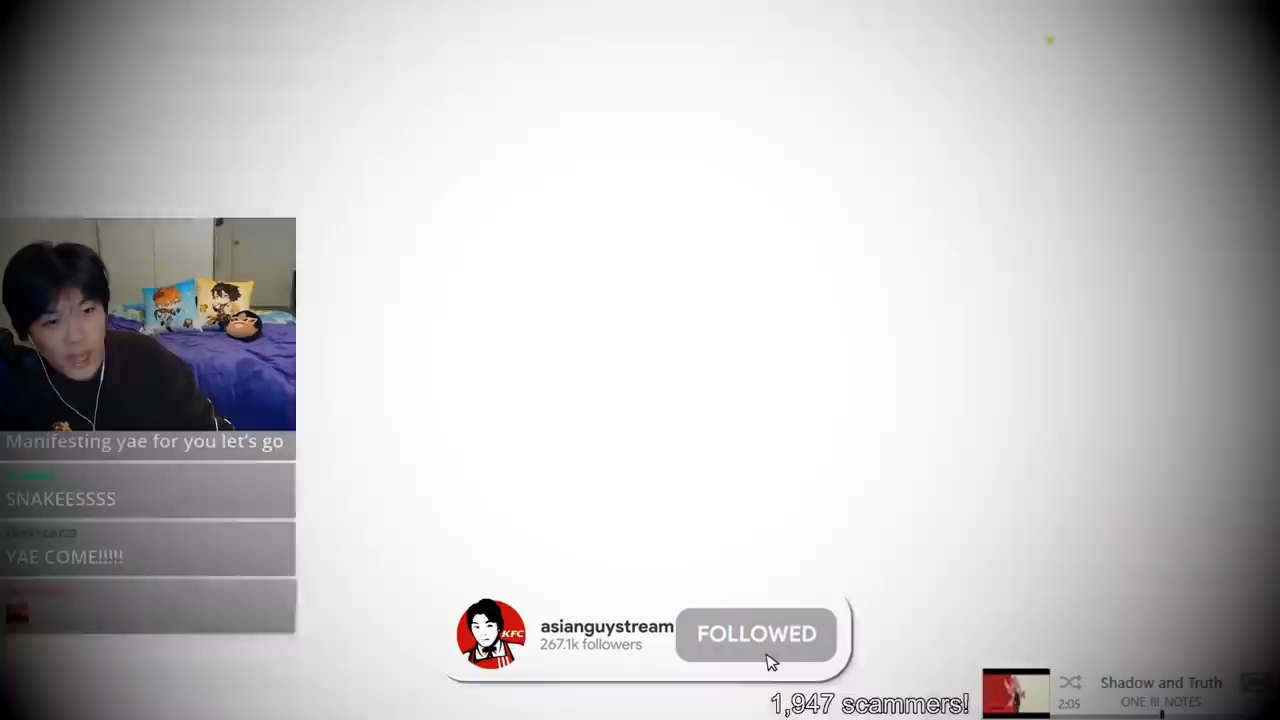 Manifesting yae for you let's go
SNAKEESSSS
YAE COME!!!!!
KFC
asianguystream
267.1k followers
FOLLOWED
1,947 scammers!
Shadow and Truth
2:05
ONE III NOTES